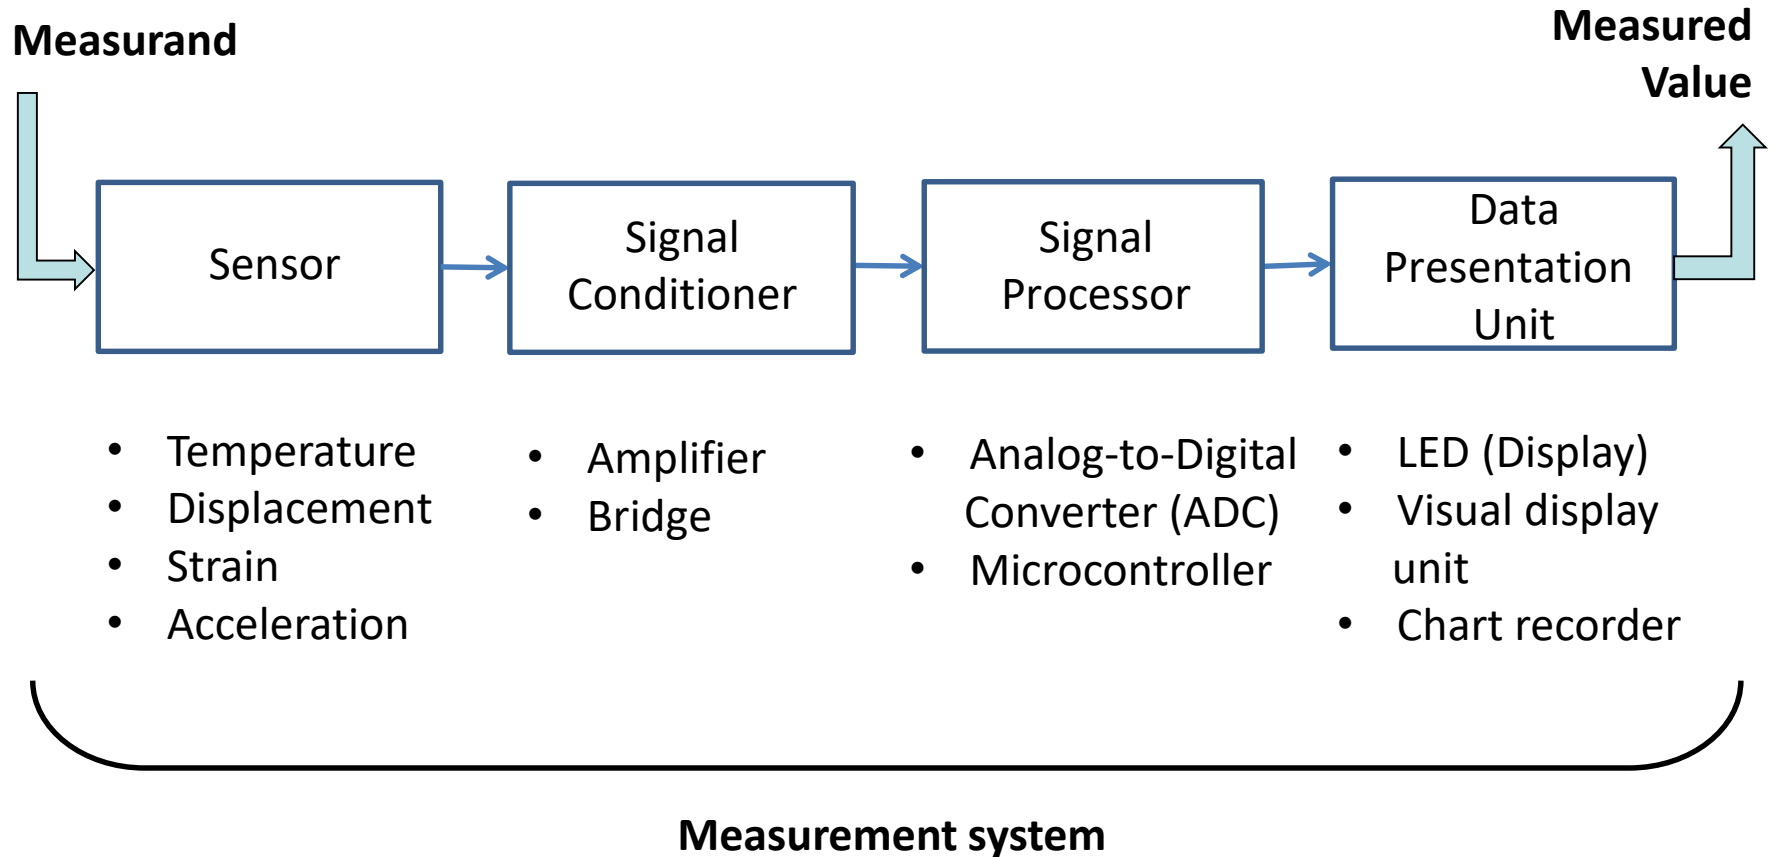 Measurand
Measured
Value
Sensor
Signal
Conditioner
Signal
Processor
Data
Presentation
Unit
• Temperature
• Displacement
• Strain
• Acceleration
• Amplifier
• Bridge
• Analog-to-Digital
Converter (ADC)
• Microcontroller
• LED (Display)
• Visual display
unit
• Chart recorder
Measurement system